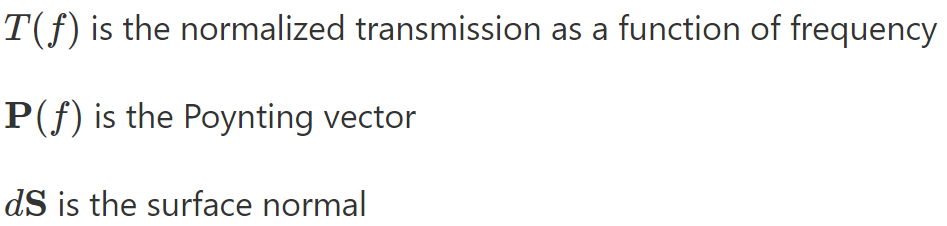 T(f) is the normalized transmission as a function of frequency
P(f) is the Poynting vector
dS is the surface normal